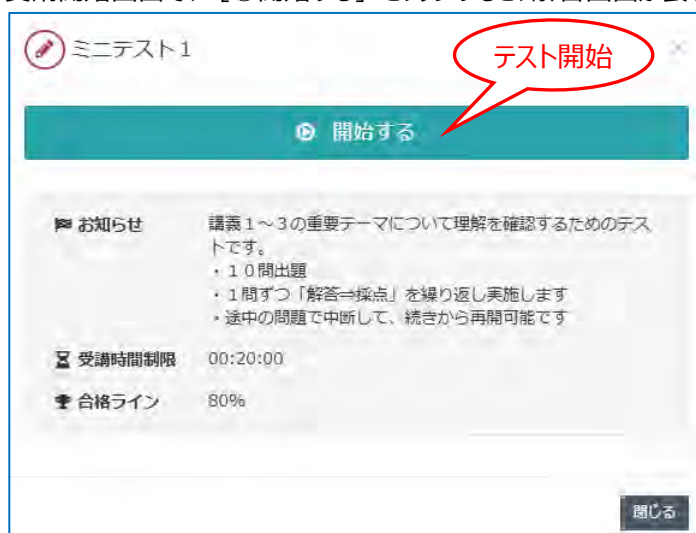 ミニテスト1
テスト開始
開始する
お知らせ
講義1～3の重要テーマについて理解を確認するためのテス
トです。
・10問出題
・1問ずつ「解答⇒採点」を繰り返し実施します
・途中の問題で中断して、続きから再開可能です
受講時間制限 00:20:00
合格ライン 80%
閉じる